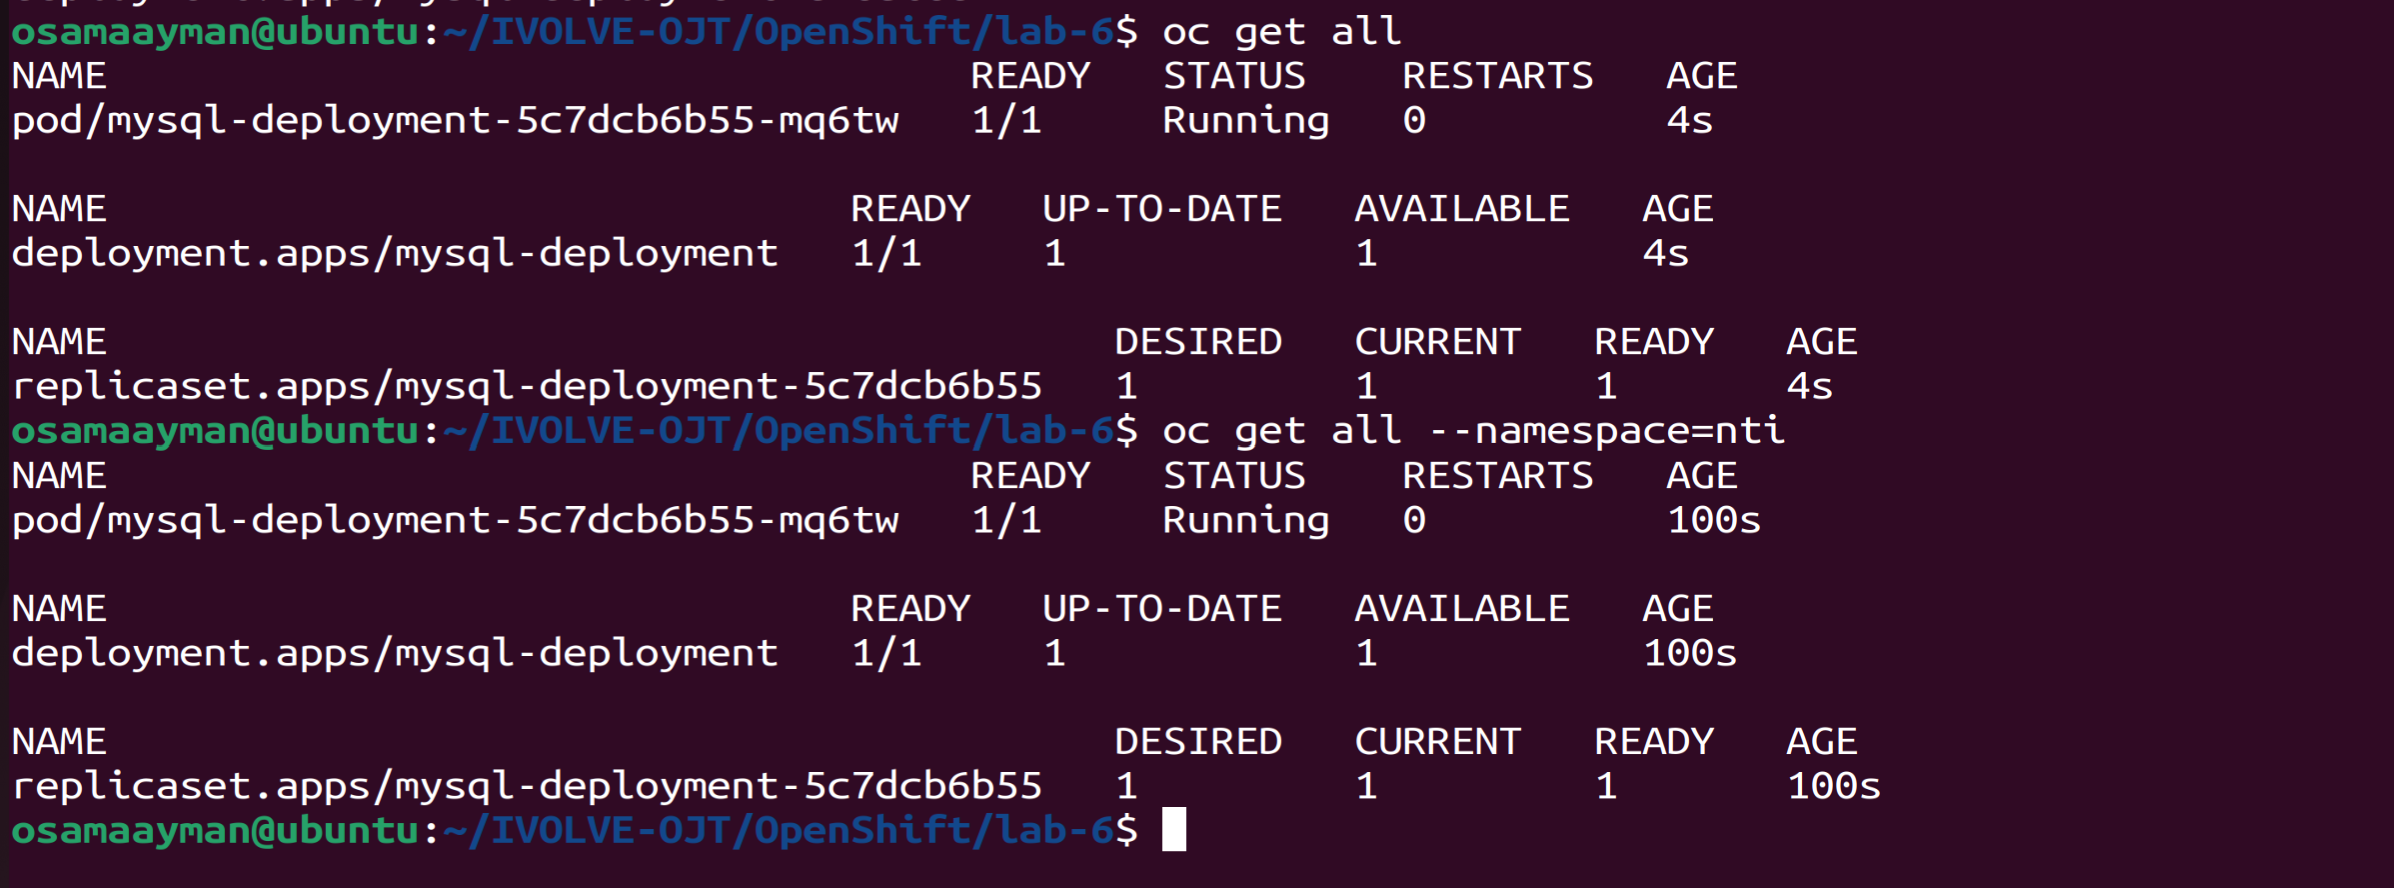 osamaayman@ubuntu:~/IVOLVE-OJT/OpenShift/lab-6$ oc get all
NAME                                    READY   STATUS    RESTARTS   AGE
pod/mysql-deployment-5c7dcb6b55-mq6tw   1/1     Running   0          4s

NAME                               READY   UP-TO-DATE   AVAILABLE   AGE
deployment.apps/mysql-deployment   1/1     1            1           4s

NAME                                          DESIRED   CURRENT   READY   AGE
replicaset.apps/mysql-deployment-5c7dcb6b55   1         1         1       4s
osamaayman@ubuntu:~/IVOLVE-OJT/OpenShift/lab-6$ oc get all --namespace=nti
NAME                                    READY   STATUS    RESTARTS   AGE
pod/mysql-deployment-5c7dcb6b55-mq6tw   1/1     Running   0          100s

NAME                               READY   UP-TO-DATE   AVAILABLE   AGE
deployment.apps/mysql-deployment   1/1     1            1           100s

NAME                                          DESIRED   CURRENT   READY   AGE
replicaset.apps/mysql-deployment-5c7dcb6b55   1         1         1       100s
osamaayman@ubuntu:~/IVOLVE-OJT/OpenShift/lab-6$